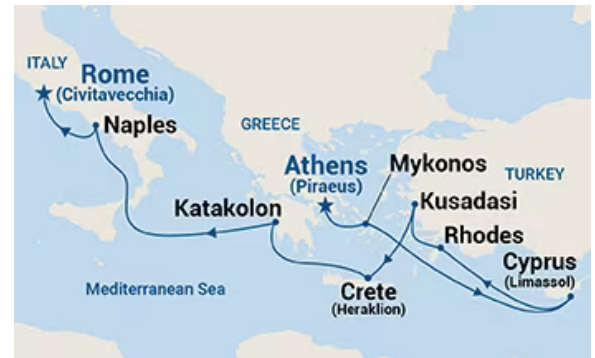 ITALY
Rome
(Civitavecchia)
Naples
GREECE
Athens
(Piraeus)
Mykonos
TURKEY
Kusadasi
Katakolon
Rhodes
Cyprus
(Limassol)
Mediterranean Sea
Crete
(Heraklion)